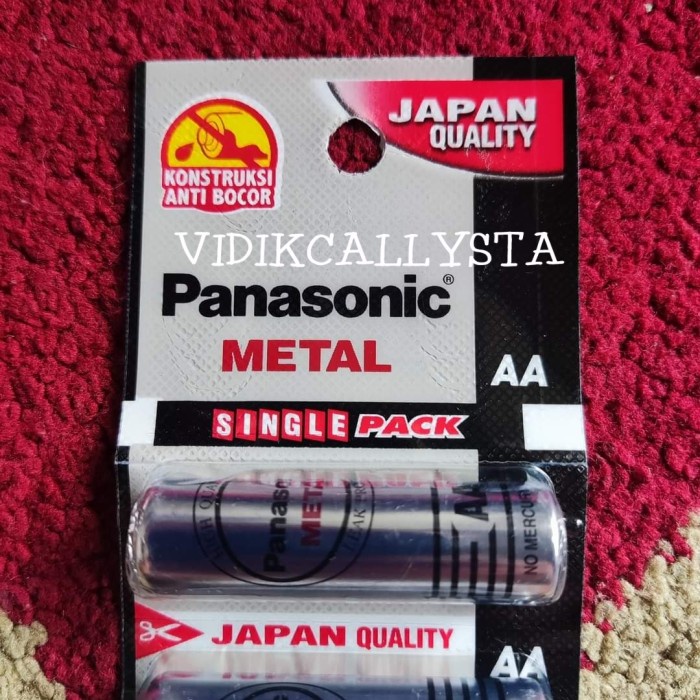 JAPAN
QUALITY
KONSTRUKSI
ANTI BOCOR
VIDIKCALLYSTA
Panasonic®
METAL
AA
SINGLE PACK
Panasonic
METAL
AA
NO MERCURY
JAPAN QUALITY
AA